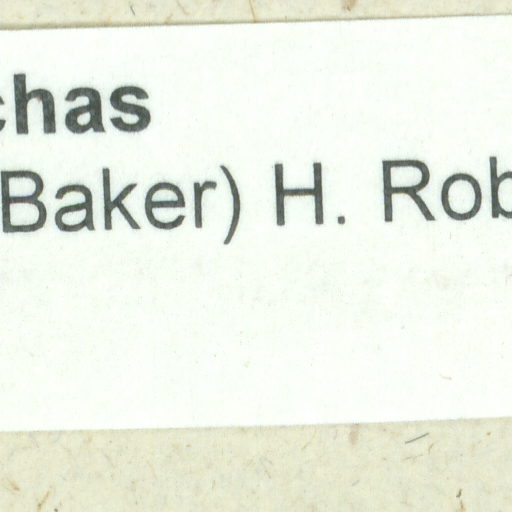 chas
Baker) H. Rob